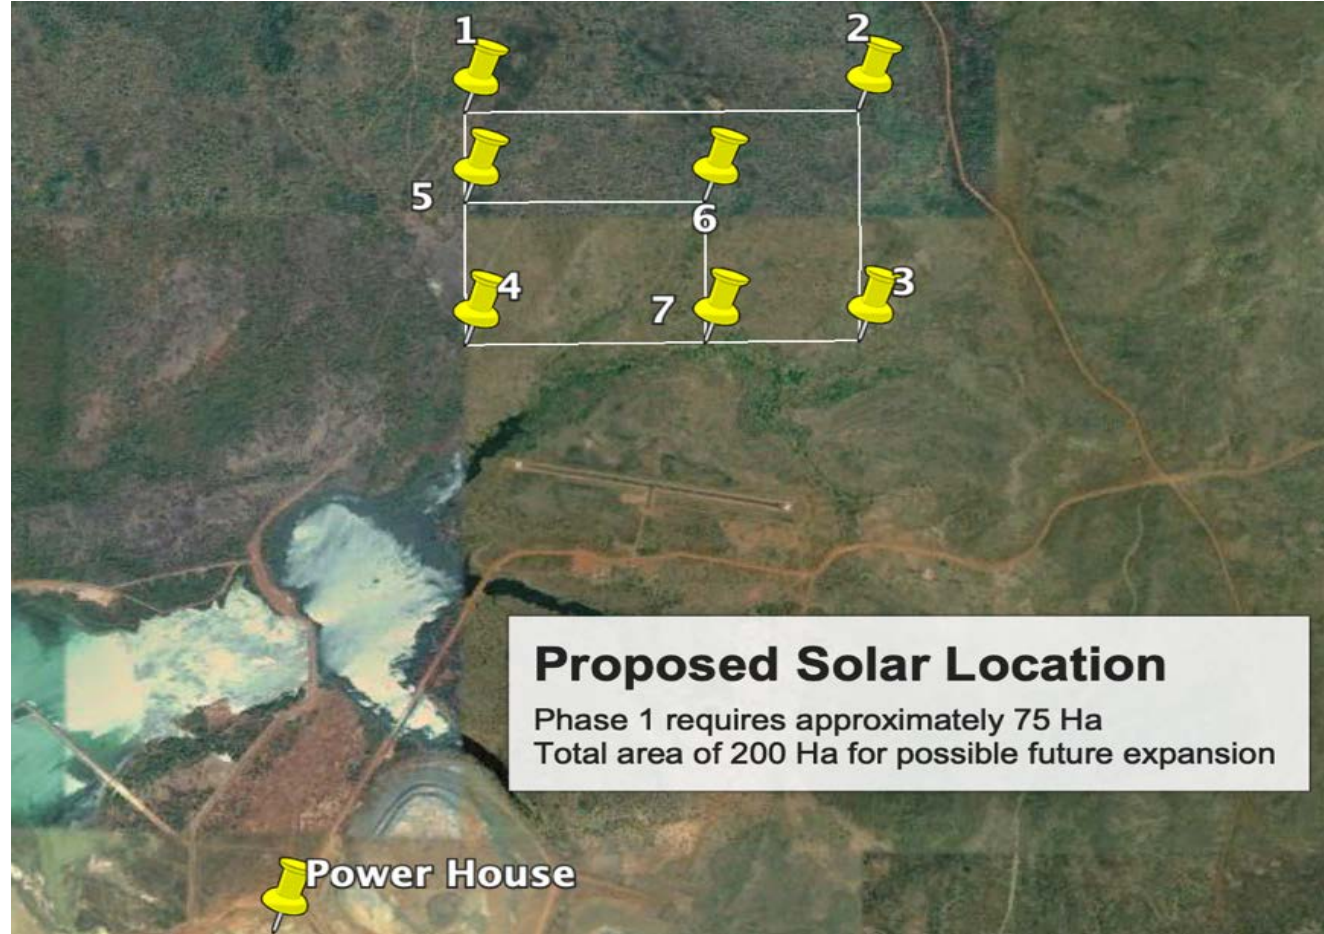 1
2
5
6
4
7
3
Proposed Solar Location
Phase 1 requires approximately 75 Ha
Total area of 200 Ha for possible future expansion
Power House